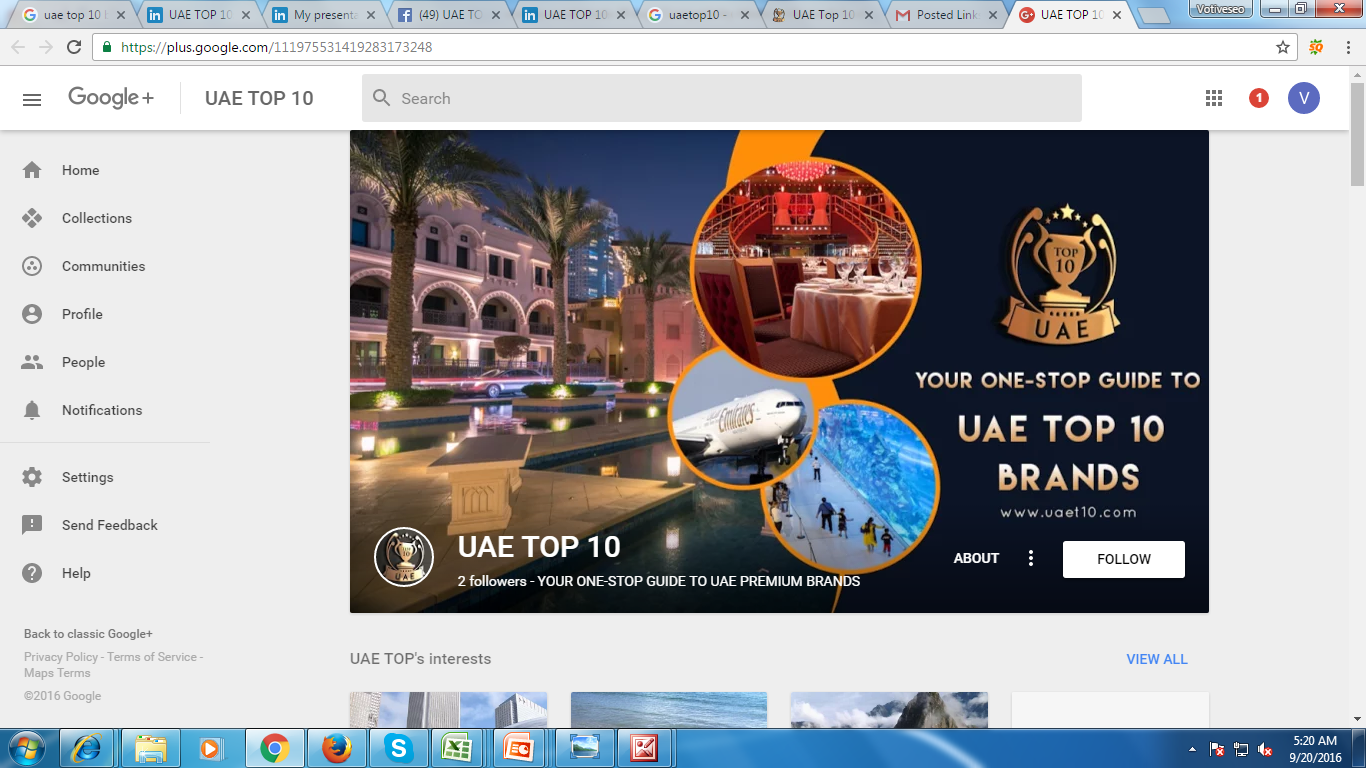 uae top 10 b
UAE TOP 10
My presenta
(49) UAE TO
UAE TOP 10
uaetop10 -
UAE Top 10
Posted Link
UAE TOP 10
Votiveseo
https://plus.google.com/111975531419283173248
Google+
UAE TOP 10
Search
1
V
Home
Collections
Communities
Profile
People
Notifications
Settings
Send Feedback
Help
Back to classic Google+
Privacy Policy - Terms of Service -
Maps Terms
©2016 Google
Emirates
TOP
10
UAE
YOUR ONE-STOP GUIDE TO
UAE TOP 10
BRANDS
www.uaet10.com
TOP
10
UAE
UAE TOP 10
2 followers - YOUR ONE-STOP GUIDE TO UAE PREMIUM BRANDS
ABOUT
FOLLOW
UAE TOP's interests
VIEW ALL
5:20 AM
9/20/2016